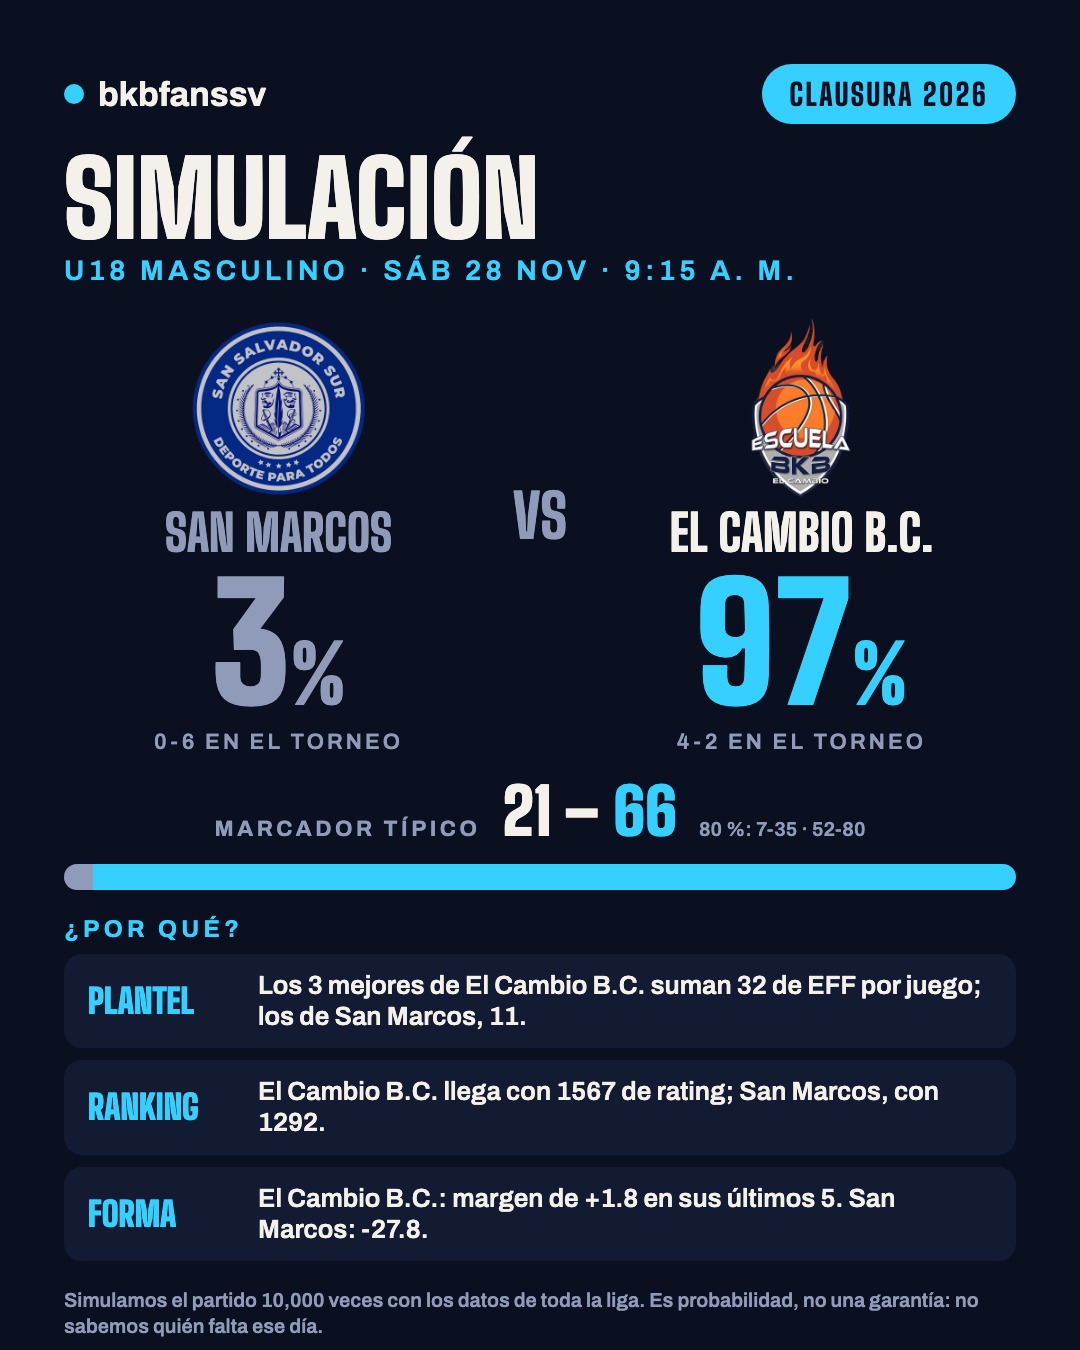 bkbfanssv
CLAUSURA 2026
SIMULACIÓN
U18 MASCULINO · SÁB 28 NOV · 9:15 A. M.
SAN SALVADOR SUR
DEPORTE PARA TODOS
ESCUELA
BKB
EL CAMBIO
SAN MARCOS
VS
EL CAMBIO B.C.
3%
97%
0-6 EN EL TORNEO
4-2 EN EL TORNEO
MARCADOR TÍPICO 21 – 66 80 %: 7-35 · 52-80
¿POR QUÉ?
PLANTEL
Los 3 mejores de El Cambio B.C. suman 32 de EFF por juego;
los de San Marcos, 11.
RANKING
El Cambio B.C. llega con 1567 de rating; San Marcos, con
1292.
FORMA
El Cambio B.C.: margen de +1.8 en sus últimos 5. San
Marcos: -27.8.
Simulamos el partido 10,000 veces con los datos de toda la liga. Es probabilidad, no una garantía: no
sabemos quién falta ese día.